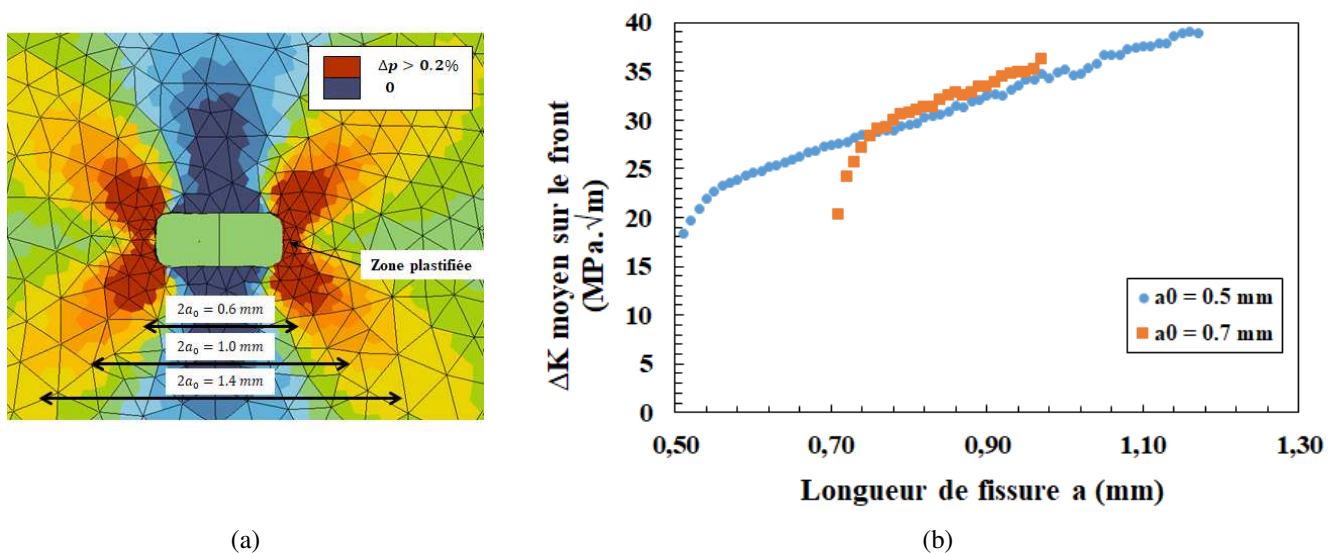 Δp > 0.2%
0
Zone plastifiée
2a₀ = 0.6 mm
2a₀ = 1.0 mm
2a₀ = 1.4 mm
(a)
ΔK moyen sur le front
(MPa.√m)
40
35
30
25
20
15
10
5
0
a0 = 0.5 mm
a0 = 0.7 mm
0,50 0,70 0,90 1,10 1,30
Longueur de fissure a (mm)
(b)